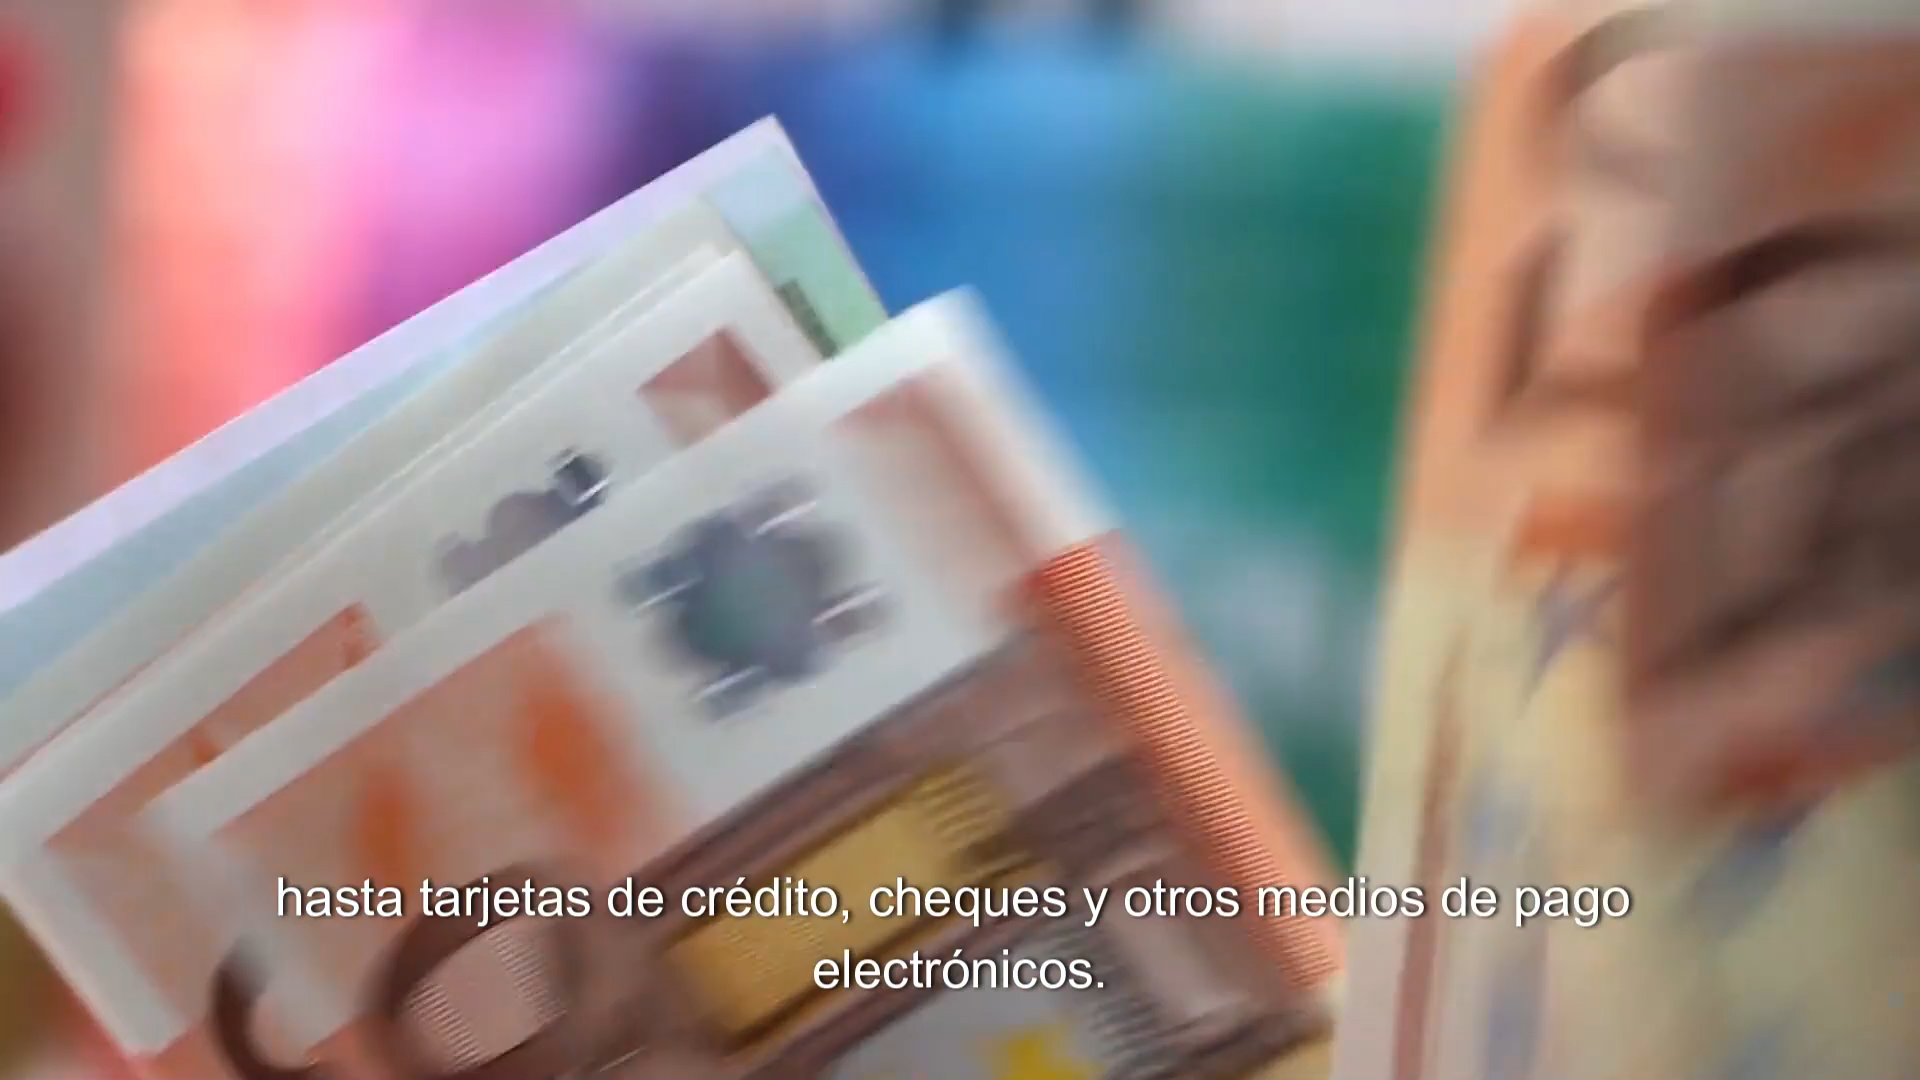 hasta tarjetas de crédito, cheques y otros medios de pago
electrónicos.